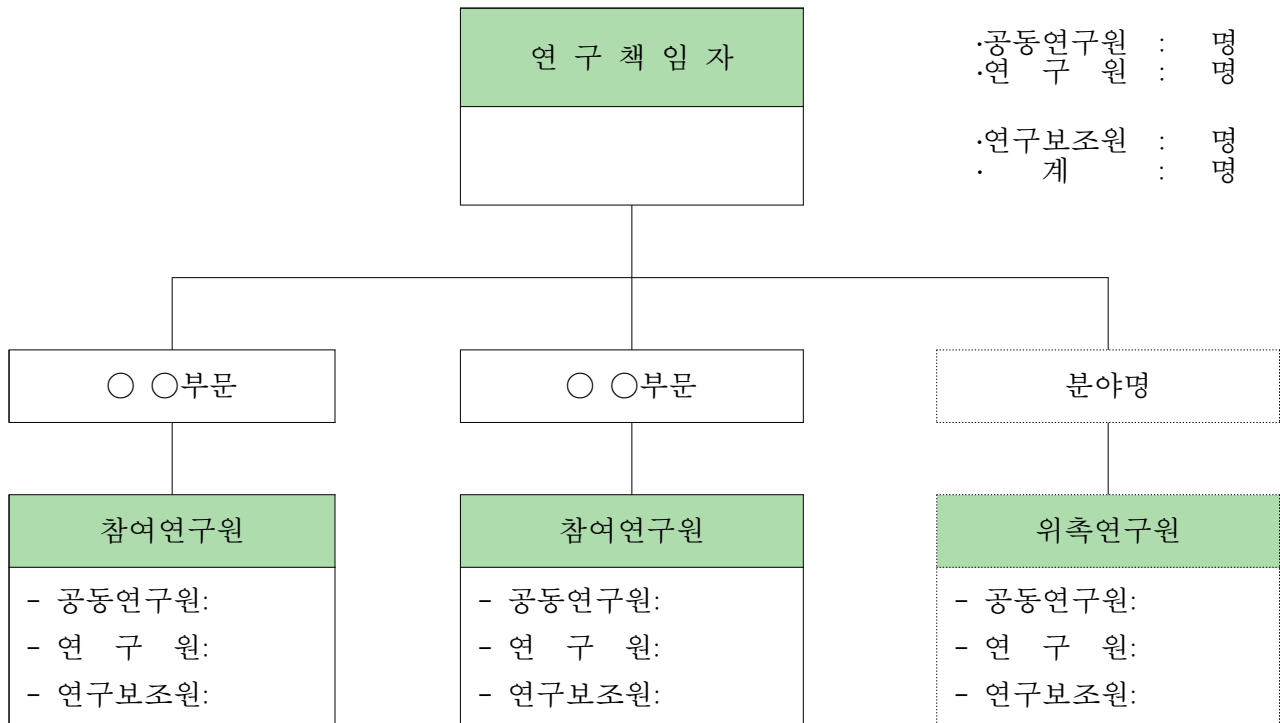 연 구 책 임 자
·공동연구원 : 명
·연 구 원 : 명
·연구보조원 : 명
· 계 : 명
○ ○부문
○ ○부문
분야명
참여연구원
- 공동연구원:
- 연 구 원:
- 연구보조원:
참여연구원
- 공동연구원:
- 연 구 원:
- 연구보조원:
위촉연구원
- 공동연구원:
- 연 구 원:
- 연구보조원: